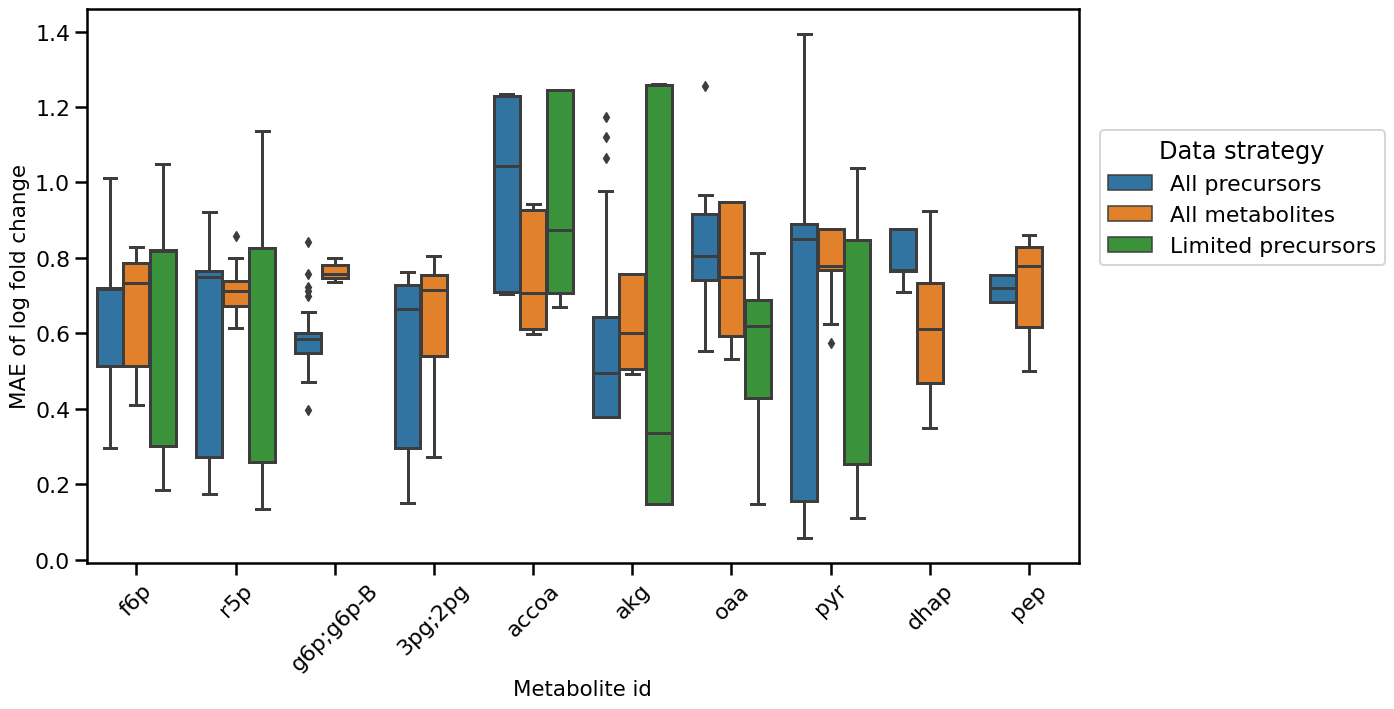 MAE of log fold change
1.4
1.2
1.0
0.8
0.6
0.4
0.2
0.0
f6p
r5p
g6p;g6p-B
3pg;2pg
accoa
akg
oaa
pyr
dhap
pep
Metabolite id
Data strategy
All precursors
All metabolites
Limited precursors